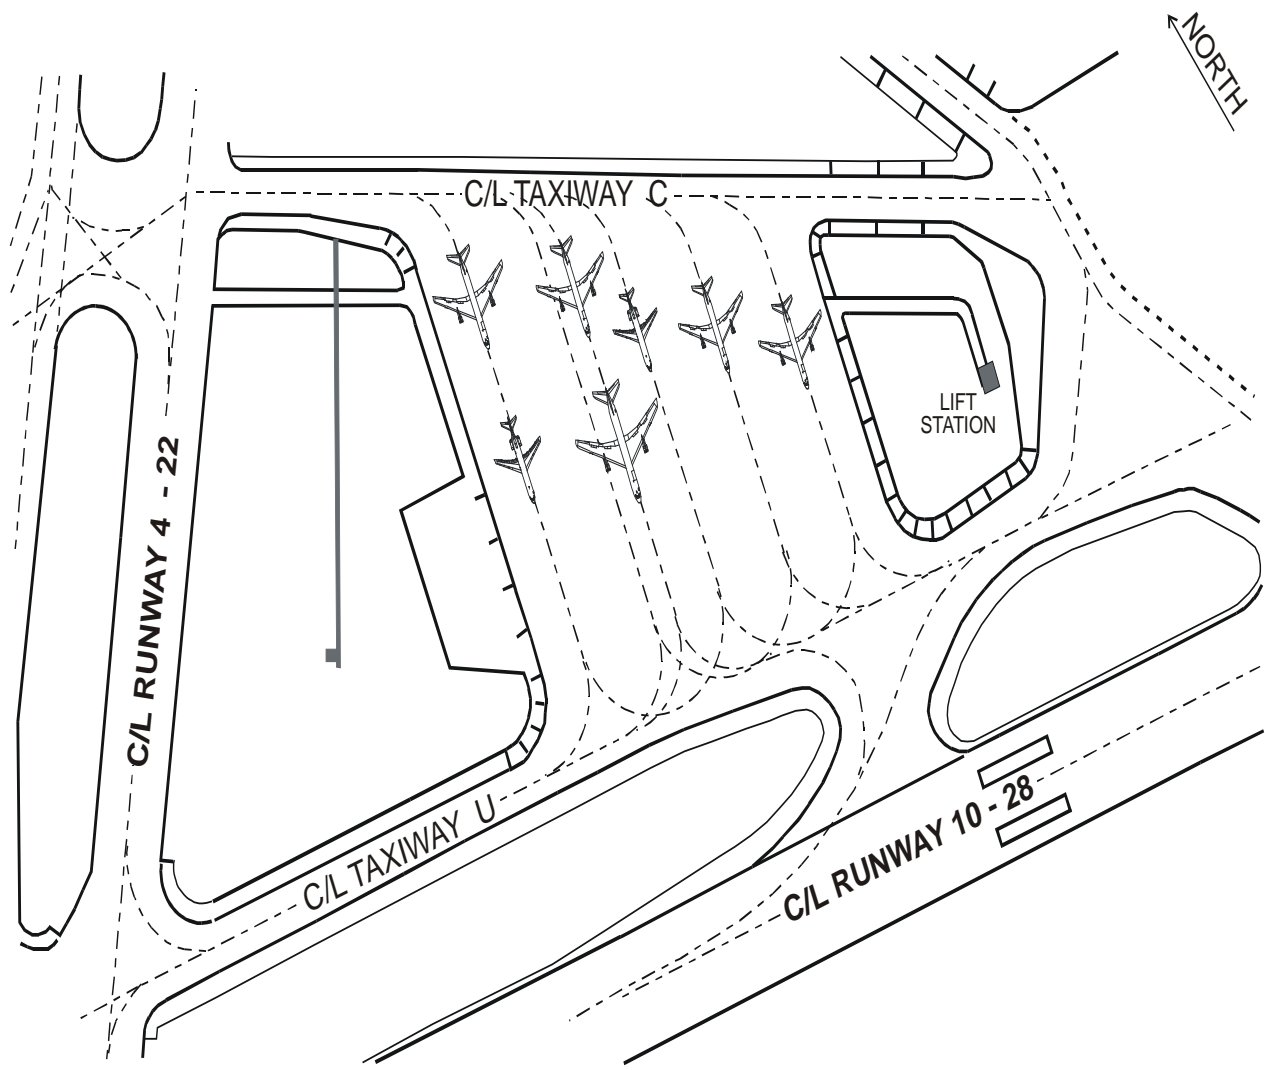 NORTH
C/L TAXIWAY C
LIFT
STATION
C/L RUNWAY 4 - 22
C/L TAXIWAY U
C/L RUNWAY 10 - 28